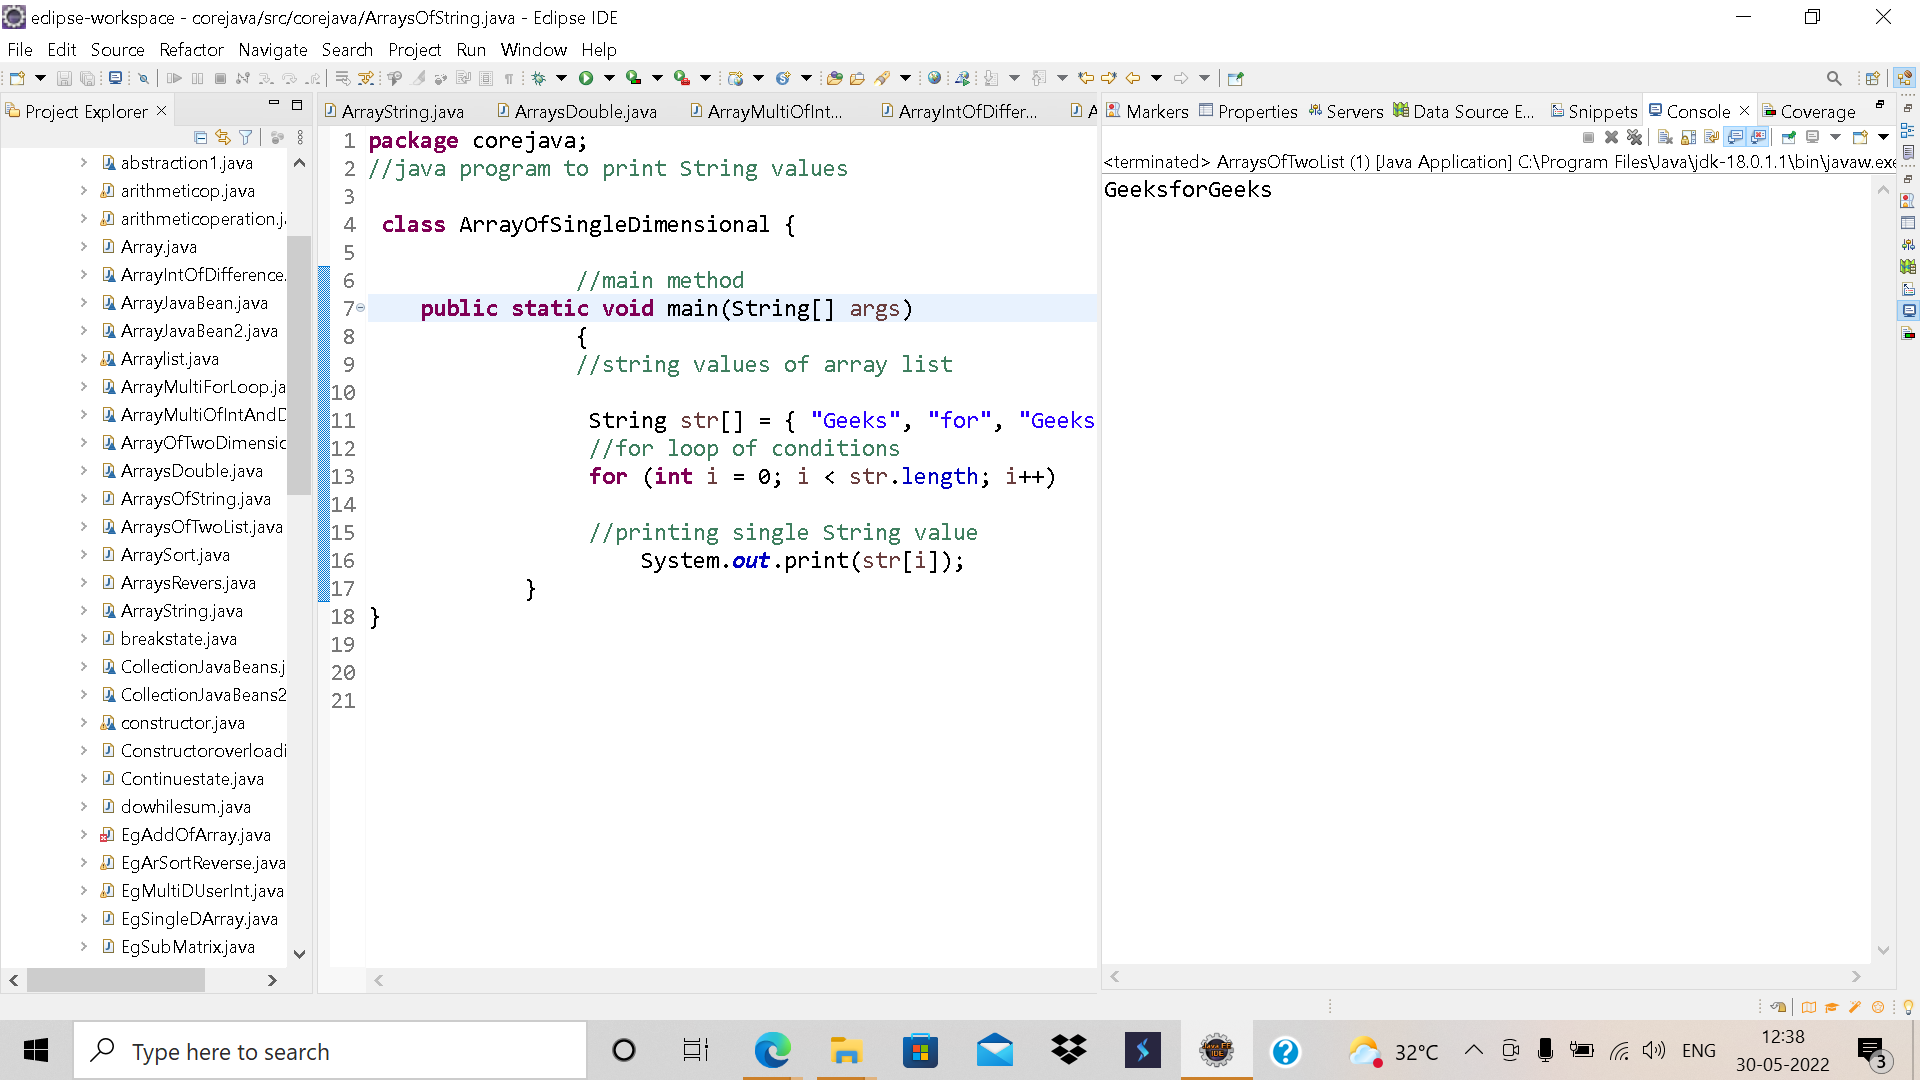 eclipse-workspace - corejava/src/corejava/ArraysOfString.java - Eclipse IDE
File Edit Source Refactor Navigate Search Project Run Window Help
Project Explorer
abstraction1.java
arithmeticop.java
arithmeticoperation.j
Array.java
ArrayIntOfDifference.
ArrayJavaBean.java
ArrayJavaBean2.java
Arraylist.java
ArrayMultiForLoop.ja
ArrayMultiOfIntAndD
ArrayOfTwoDimensic
ArraysDouble.java
ArraysOfString.java
ArraysOfTwoList.java
ArraySort.java
ArraysRevers.java
ArrayString.java
breakstate.java
CollectionJavaBeans.j
CollectionJavaBeans2
constructor.java
Constructoroverloadi
Continuestate.java
dowhilesum.java
EgAddOfArray.java
EgArSortReverse.java
EgMultiDUserInt.java
EgSingleDArray.java
EgSubMatrix.java
ArrayString.java ArraysDouble.java ArrayMultiOfInt... ArrayIntOfDiffer... A
1 package corejava;
2 //java program to print String values
3
4 class ArrayOfSingleDimensional {
5
6 //main method
7 public static void main(String[] args)
8 {
9 //string values of array list
10
11 String str[] = { "Geeks", "for", "Geeks
12 //for loop of conditions
13 for (int i = 0; i < str.length; i++)
14
15 //printing single String value
16 System.out.print(str[i]);
17 }
18 }
19
20
21
Markers Properties Servers Data Source E... Snippets Console Coverage
<terminated> ArraysOfTwoList (1) [Java Application] C:\Program Files\Java\jdk-18.0.1.1\bin\javaw.exe
GeeksforGeeks
Type here to search
32°C
ENG
12:38
30-05-2022
3